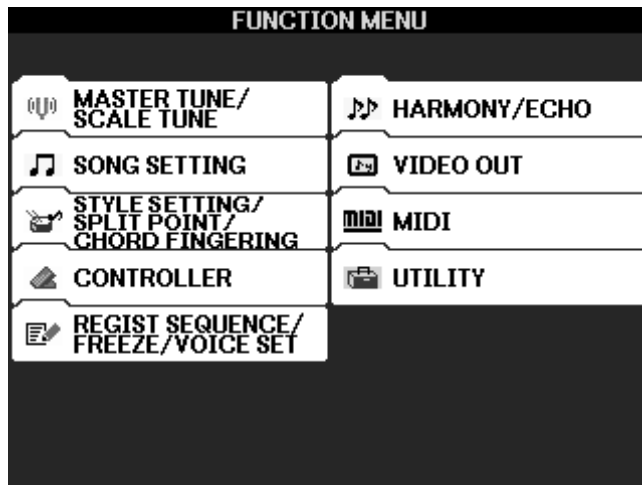 FUNCTION MENU
MASTER TUNE/
SCALE TUNE
SONG SETTING
STYLE SETTING/
SPLIT POINT/
CHORD FINGERING
CONTROLLER
REGIST SEQUENCE/
FREEZE/VOICE SET
HARMONY/ECHO
VIDEO OUT
MIDI MIDI
UTILITY